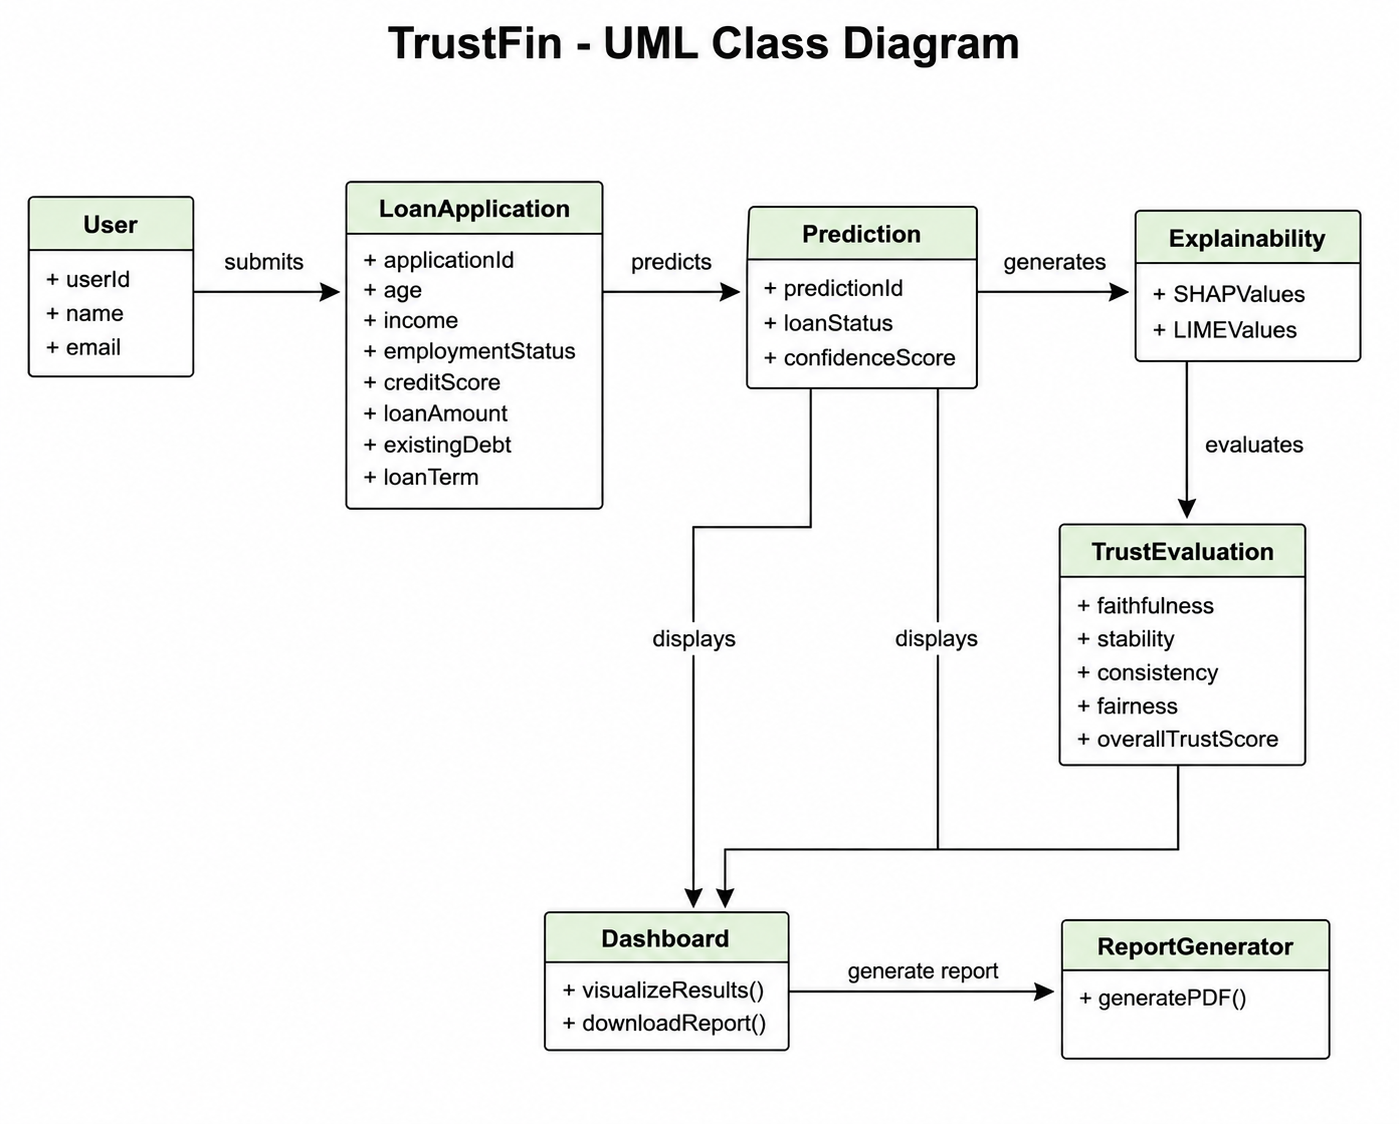 TrustFin - UML Class Diagram
User
+ userId
+ name
+ email
submits
LoanApplication
+ applicationId
+ age
+ income
+ employmentStatus
+ creditScore
+ loanAmount
+ existingDebt
+ loanTerm
predicts
Prediction
+ predictionId
+ loanStatus
+ confidenceScore
generates
Explainability
+ SHAPValues
+ LIMEValues
evaluates
TrustEvaluation
+ faithfulness
+ stability
+ consistency
+ fairness
+ overallTrustScore
displays
displays
Dashboard
+ visualizeResults()
+ downloadReport()
generate report
ReportGenerator
+ generatePDF()